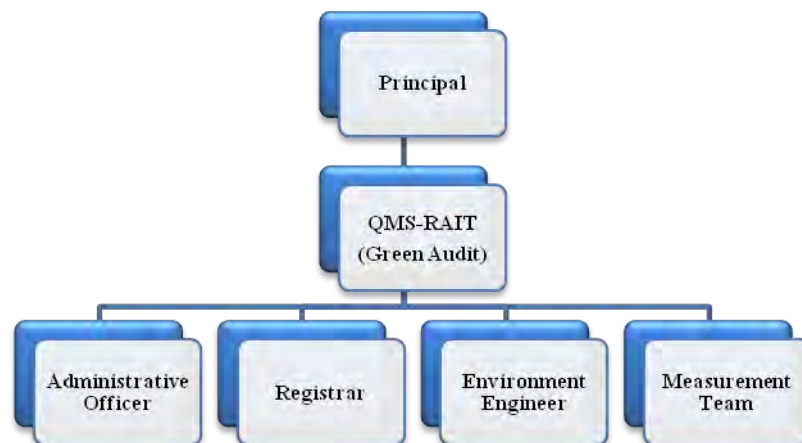 Principal
QMS-RAIT
(Green Audit)
Administrative
Officer
Registrar
Environment
Engineer
Measurement
Team